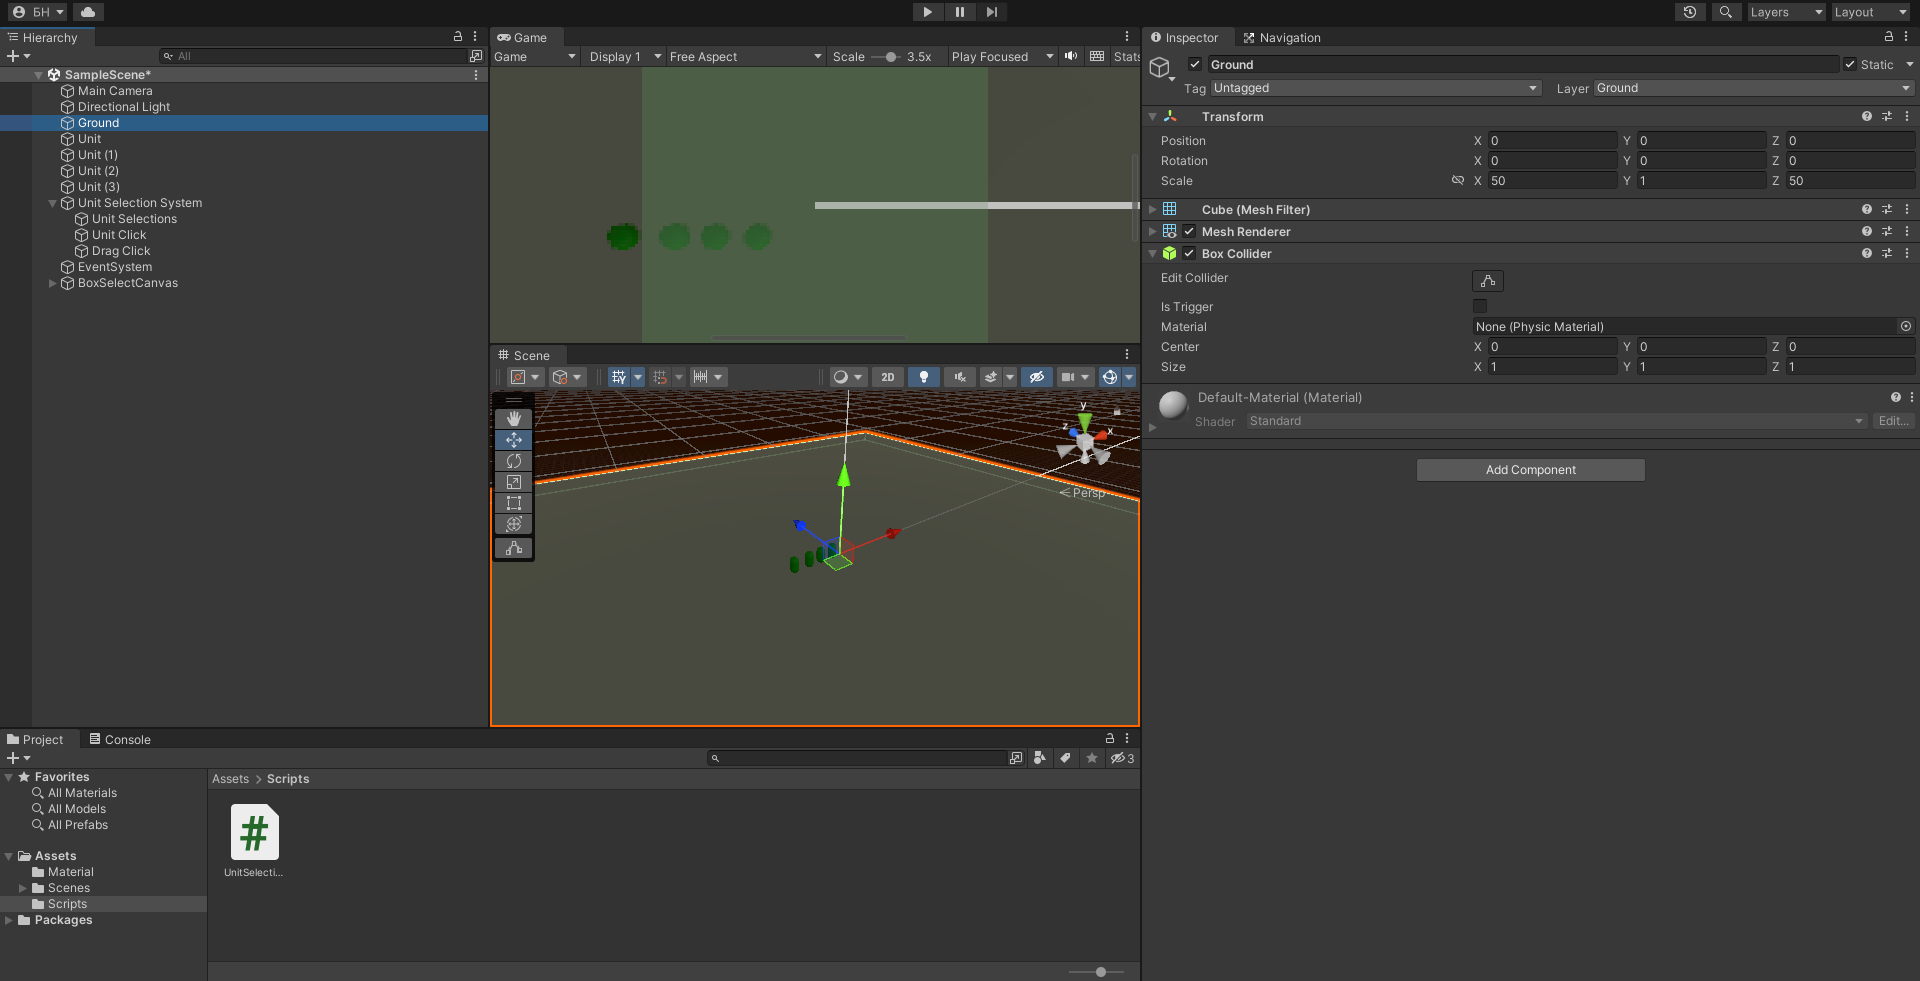 БН
Layers
Layout
Hierarchy
All
SampleScene*
Main Camera
Directional Light
Ground
Unit
Unit (1)
Unit (2)
Unit (3)
Unit Selection System
Unit Selections
Unit Click
Drag Click
EventSystem
BoxSelectCanvas
Game
Game
Display 1
Free Aspect
Scale
3.5x
Play Focused
Stats
Scene
2D
y
z
x
Persp
Inspector
Navigation
Ground
Static
Tag
Untagged
Layer
Ground
Transform
Position X 0 Y 0 Z 0
Rotation X 0 Y 0 Z 0
Scale X 50 Y 1 Z 50
Cube (Mesh Filter)
Mesh Renderer
Box Collider
Edit Collider
Is Trigger
Material None (Physic Material)
Center X 0 Y 0 Z 0
Size X 1 Y 1 Z 1
Default-Material (Material)
Shader Standard Edit...
Add Component
Project
Console
3
Favorites
All Materials
All Models
All Prefabs
Assets
Material
Scenes
Scripts
Packages
Assets > Scripts
#
UnitSelecti...